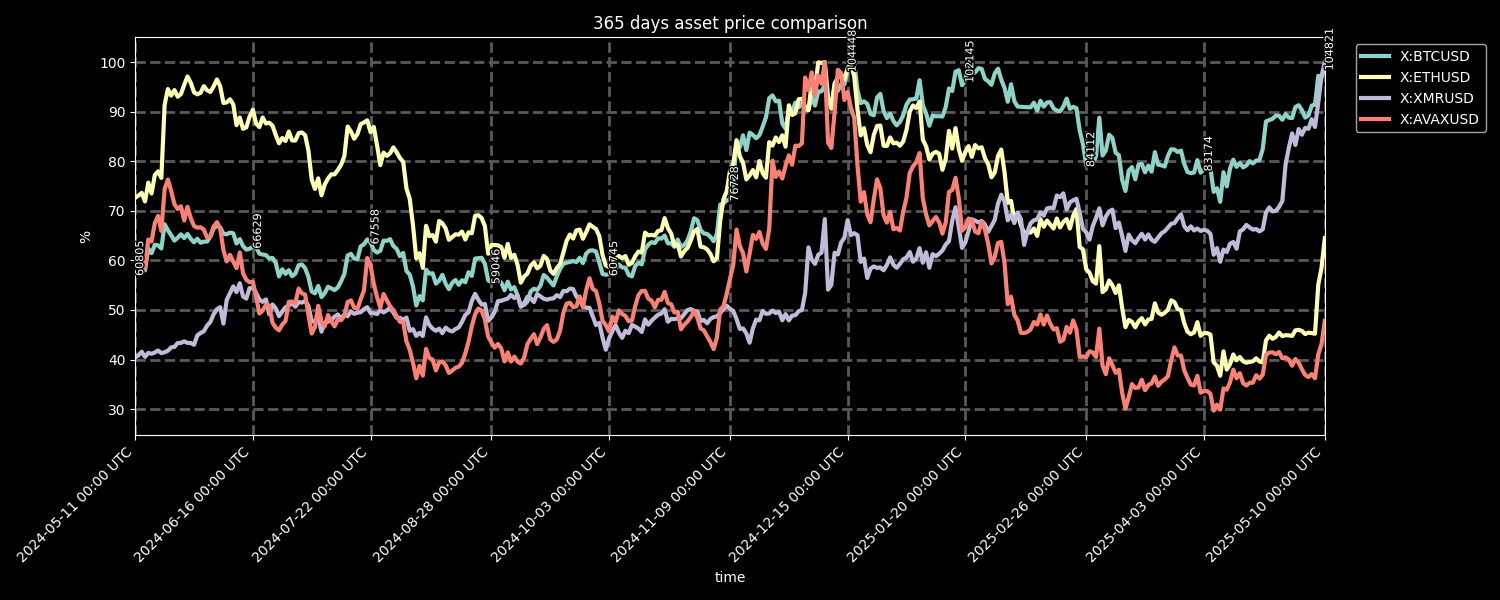 365 days asset price comparison
X:BTCUSD
X:ETHUSD
X:XMRUSD
X:AVAXUSD
100
90
80
70
60
50
40
30
%
60805
66629
67558
59046
60745
76728
104448
102145
84112
83174
104821
2024-05-11 00:00 UTC
2024-06-16 00:00 UTC
2024-07-22 00:00 UTC
2024-08-28 00:00 UTC
2024-10-03 00:00 UTC
2024-11-09 00:00 UTC
2024-12-15 00:00 UTC
2025-01-20 00:00 UTC
2025-02-26 00:00 UTC
2025-04-03 00:00 UTC
2025-05-10 00:00 UTC
time